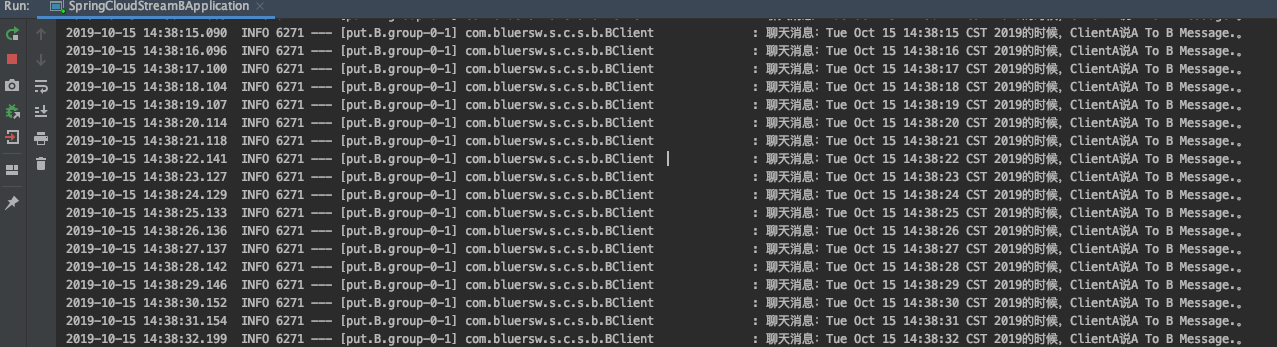 Run: SpringCloudStreamBApplication ×
2019-10-15 14:38:15.090 INFO 6271 --- [put.B.group-0-1] com.bluersw.s.c.s.b.BClient : 聊天消息：Tue Oct 15 14:38:15 CST 2019的时候，ClientA说A To B Message.。
2019-10-15 14:38:16.096 INFO 6271 --- [put.B.group-0-1] com.bluersw.s.c.s.b.BClient : 聊天消息：Tue Oct 15 14:38:16 CST 2019的时候，ClientA说A To B Message.。
2019-10-15 14:38:17.100 INFO 6271 --- [put.B.group-0-1] com.bluersw.s.c.s.b.BClient : 聊天消息：Tue Oct 15 14:38:17 CST 2019的时候，ClientA说A To B Message.。
2019-10-15 14:38:18.104 INFO 6271 --- [put.B.group-0-1] com.bluersw.s.c.s.b.BClient : 聊天消息：Tue Oct 15 14:38:18 CST 2019的时候，ClientA说A To B Message.。
2019-10-15 14:38:19.107 INFO 6271 --- [put.B.group-0-1] com.bluersw.s.c.s.b.BClient : 聊天消息：Tue Oct 15 14:38:19 CST 2019的时候，ClientA说A To B Message.。
2019-10-15 14:38:20.114 INFO 6271 --- [put.B.group-0-1] com.bluersw.s.c.s.b.BClient : 聊天消息：Tue Oct 15 14:38:20 CST 2019的时候，ClientA说A To B Message.。
2019-10-15 14:38:21.118 INFO 6271 --- [put.B.group-0-1] com.bluersw.s.c.s.b.BClient : 聊天消息：Tue Oct 15 14:38:21 CST 2019的时候，ClientA说A To B Message.。
2019-10-15 14:38:22.141 INFO 6271 --- [put.B.group-0-1] com.bluersw.s.c.s.b.BClient : 聊天消息：Tue Oct 15 14:38:22 CST 2019的时候，ClientA说A To B Message.。
2019-10-15 14:38:23.127 INFO 6271 --- [put.B.group-0-1] com.bluersw.s.c.s.b.BClient : 聊天消息：Tue Oct 15 14:38:23 CST 2019的时候，ClientA说A To B Message.。
2019-10-15 14:38:24.129 INFO 6271 --- [put.B.group-0-1] com.bluersw.s.c.s.b.BClient : 聊天消息：Tue Oct 15 14:38:24 CST 2019的时候，ClientA说A To B Message.。
2019-10-15 14:38:25.133 INFO 6271 --- [put.B.group-0-1] com.bluersw.s.c.s.b.BClient : 聊天消息：Tue Oct 15 14:38:25 CST 2019的时候，ClientA说A To B Message.。
2019-10-15 14:38:26.136 INFO 6271 --- [put.B.group-0-1] com.bluersw.s.c.s.b.BClient : 聊天消息：Tue Oct 15 14:38:26 CST 2019的时候，ClientA说A To B Message.。
2019-10-15 14:38:27.137 INFO 6271 --- [put.B.group-0-1] com.bluersw.s.c.s.b.BClient : 聊天消息：Tue Oct 15 14:38:27 CST 2019的时候，ClientA说A To B Message.。
2019-10-15 14:38:28.142 INFO 6271 --- [put.B.group-0-1] com.bluersw.s.c.s.b.BClient : 聊天消息：Tue Oct 15 14:38:28 CST 2019的时候，ClientA说A To B Message.。
2019-10-15 14:38:29.146 INFO 6271 --- [put.B.group-0-1] com.bluersw.s.c.s.b.BClient : 聊天消息：Tue Oct 15 14:38:29 CST 2019的时候，ClientA说A To B Message.。
2019-10-15 14:38:30.152 INFO 6271 --- [put.B.group-0-1] com.bluersw.s.c.s.b.BClient : 聊天消息：Tue Oct 15 14:38:30 CST 2019的时候，ClientA说A To B Message.。
2019-10-15 14:38:31.154 INFO 6271 --- [put.B.group-0-1] com.bluersw.s.c.s.b.BClient : 聊天消息：Tue Oct 15 14:38:31 CST 2019的时候，ClientA说A To B Message.。
2019-10-15 14:38:32.199 INFO 6271 --- [put.B.group-0-1] com.bluersw.s.c.s.b.BClient : 聊天消息：Tue Oct 15 14:38:32 CST 2019的时候，ClientA说A To B Message.。